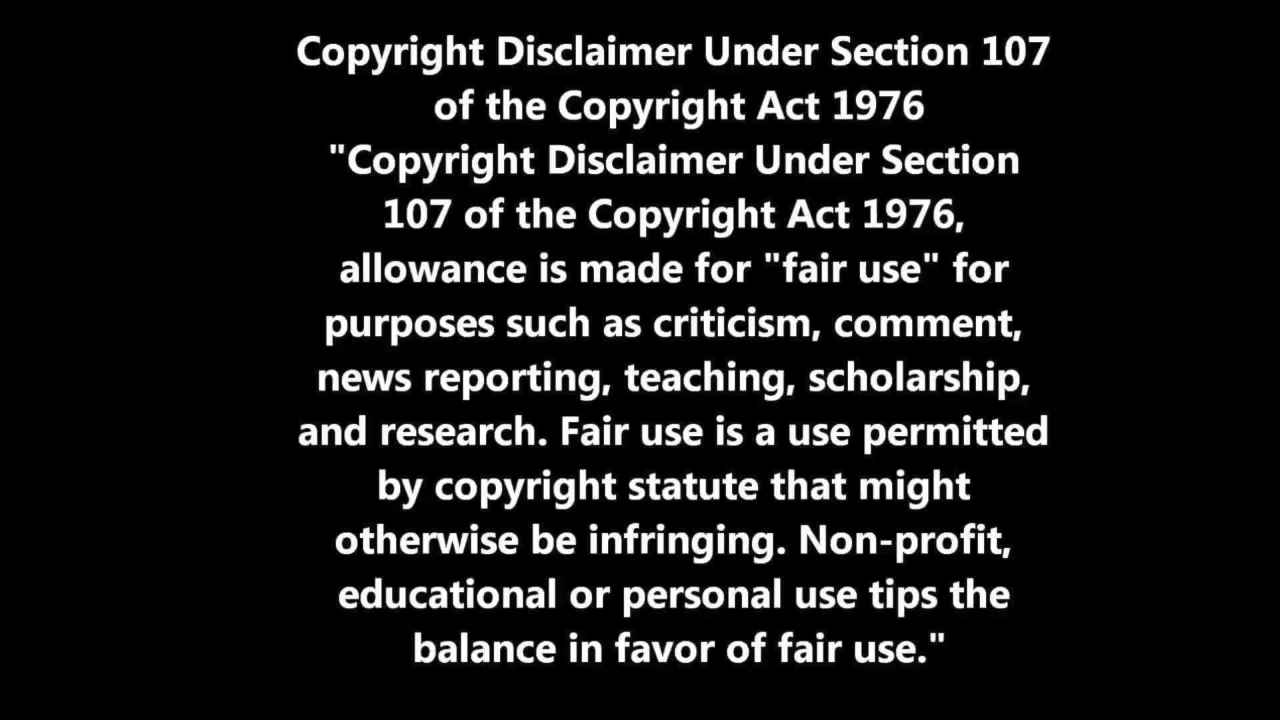 Copyright Disclaimer Under Section 107
of the Copyright Act 1976
"Copyright Disclaimer Under Section
107 of the Copyright Act 1976,
allowance is made for "fair use" for
purposes such as criticism, comment,
news reporting, teaching, scholarship,
and research. Fair use is a use permitted
by copyright statute that might
otherwise be infringing. Non-profit,
educational or personal use tips the
balance in favor of fair use."